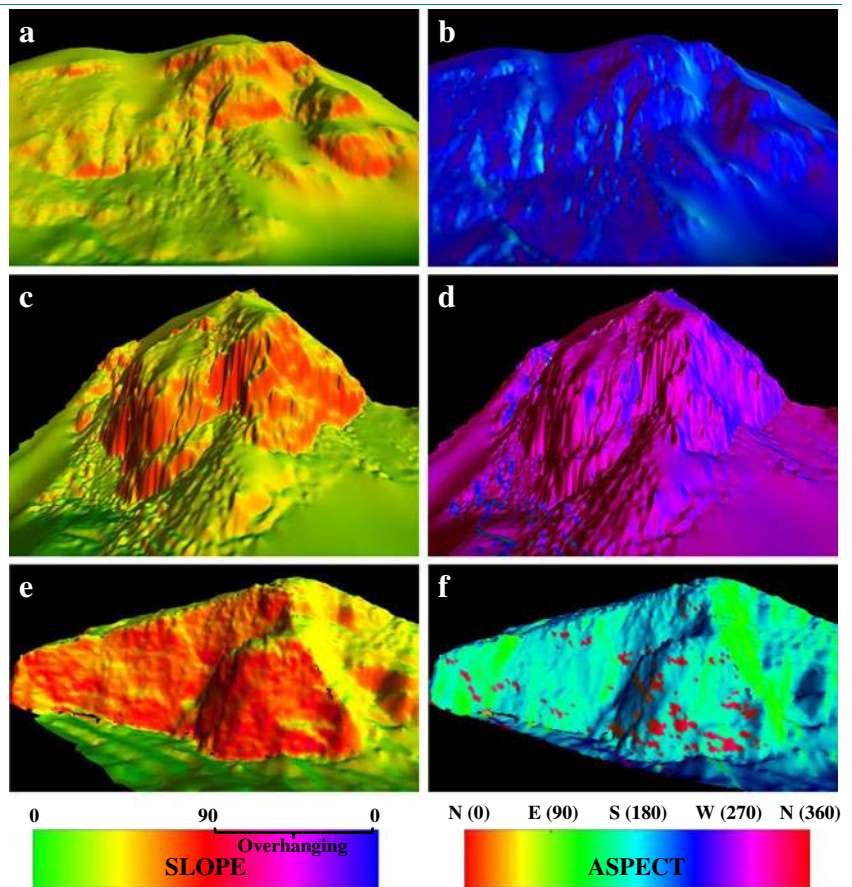 a
b
c
d
e
f
0 90 0
Overhanging
SLOPE
N (0) E (90) S (180) W (270) N (360)
ASPECT